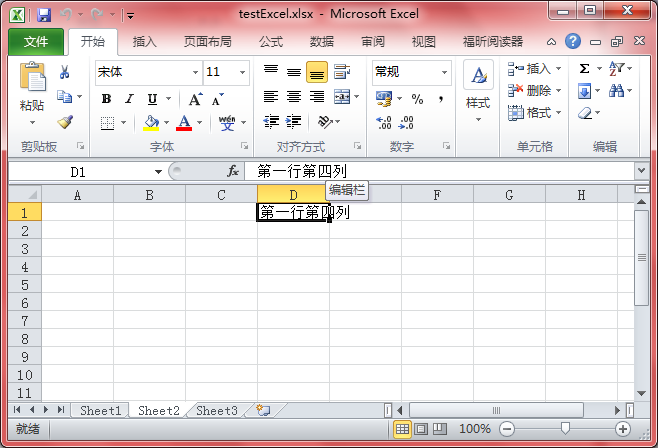 testExcel.xlsx - Microsoft Excel
文件 开始 插入 页面布局 公式 数据 审阅 视图 福昕阅读器
宋体 11 常规 插入
粘贴 B I U A A % , 样式 删除
A wén 文 .00 .0 格式
剪贴板 字体 对齐方式 数字 单元格 编辑
D1 fx 第一行第四列
编辑栏
A B C D E F G H
1 第一行第四列
2
3
4
5
6
7
8
9
10
11
Sheet1 Sheet2 Sheet3
就绪 100%